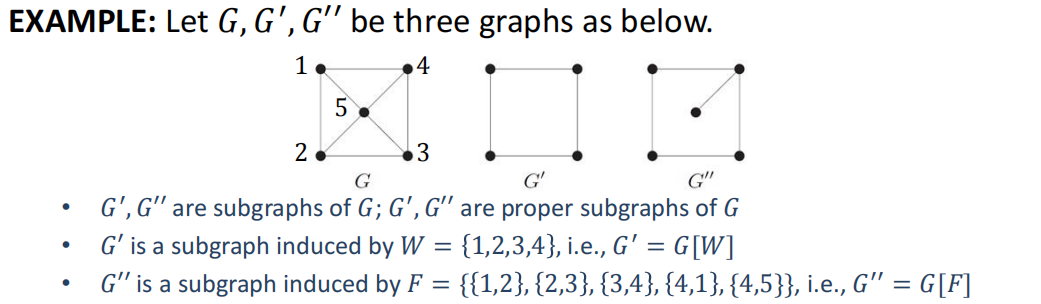 EXAMPLE: Let G, G′, G′′ be three graphs as below.
1 4
5
2 3
G G′ G′′
• G′, G′′ are subgraphs of G; G′, G′′ are proper subgraphs of G
• G′ is a subgraph induced by W = {1,2,3,4}, i.e., G′ = G[W]
• G′′ is a subgraph induced by F = {{1,2}, {2,3}, {3,4}, {4,1}, {4,5}}, i.e., G′′ = G[F]